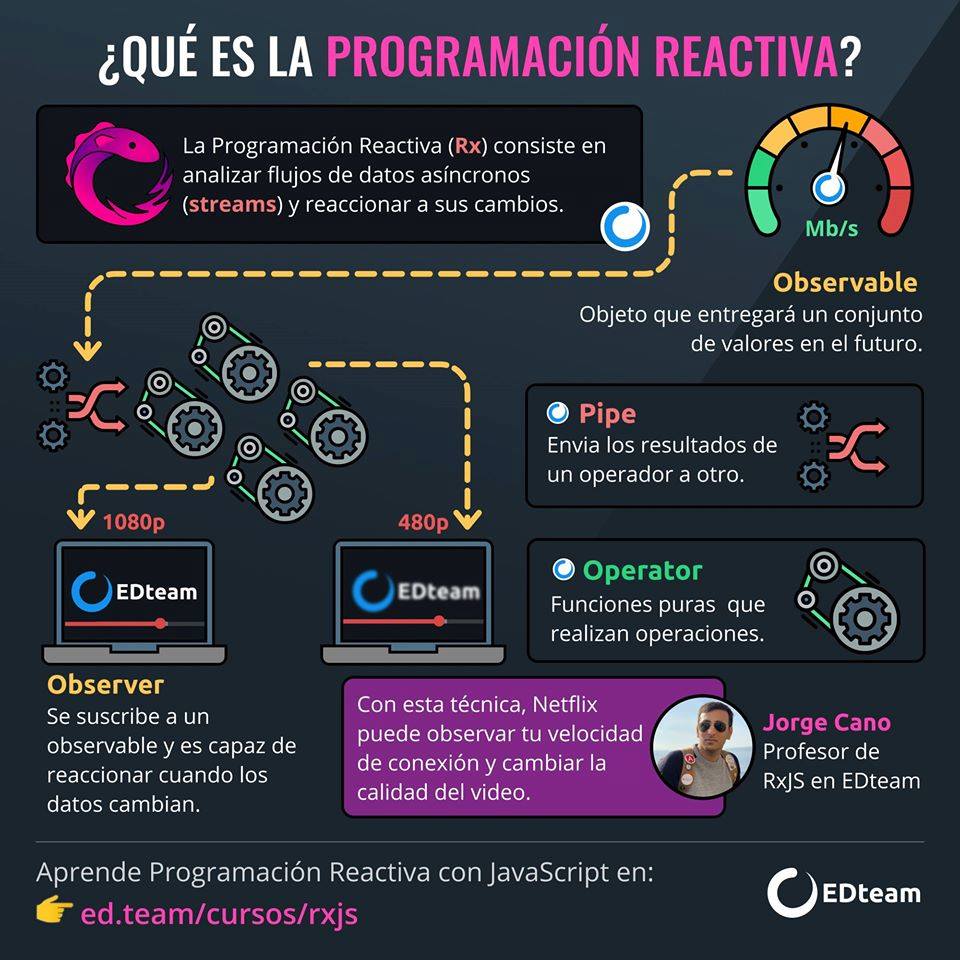 ¿QUÉ ES LA PROGRAMACIÓN REACTIVA?
La Programación Reactiva (Rx) consiste en
analizar flujos de datos asíncronos
(streams) y reaccionar a sus cambios.
Mb/s
Observable
Objeto que entregará un conjunto
de valores en el futuro.
Pipe
Envia los resultados de
un operador a otro.
1080p
480p
EDteam
EDteam
Operator
Funciones puras que
realizan operaciones.
Observer
Se suscribe a un
observable y es capaz de
reaccionar cuando los
datos cambian.
Con esta técnica, Netflix
puede observar tu velocidad
de conexión y cambiar la
calidad del video.
Jorge Cano
Profesor de
RxJS en EDteam
Aprende Programación Reactiva con JavaScript en:
ed.team/cursos/rxjs
EDteam